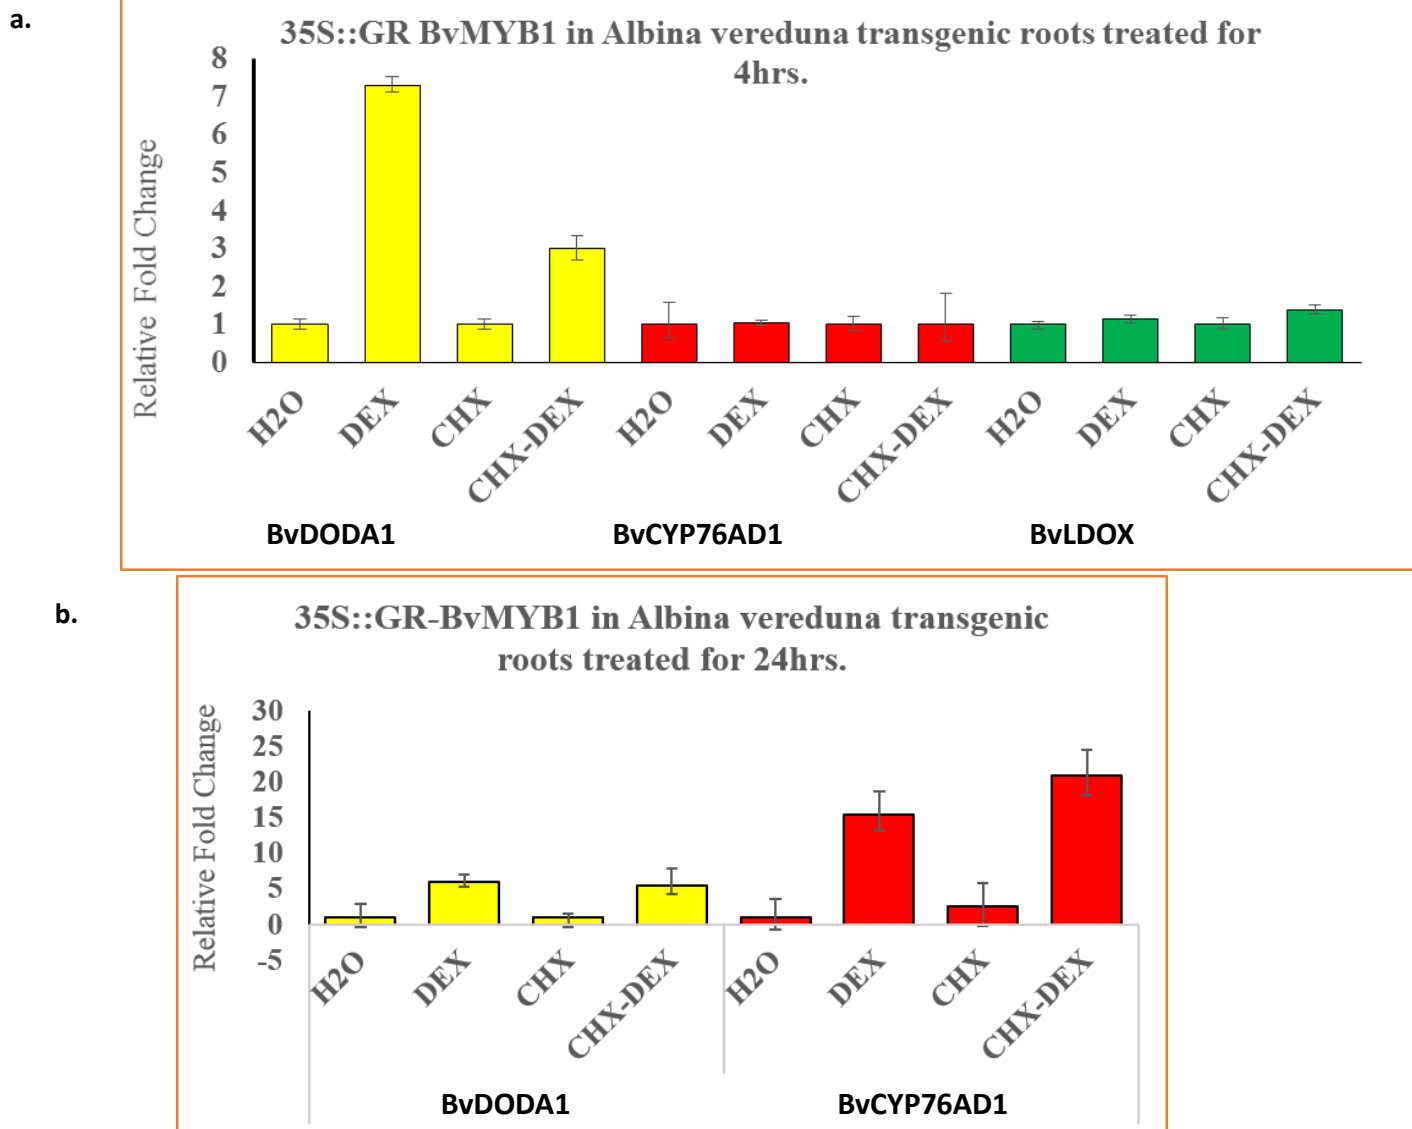 a.
35S::GR BvMYB1 in Albina vereduna transgenic roots treated for
4hrs.
Relative Fold Change
8
7
6
5
4
3
2
1
0
H2O
DEX
CHX
CHX-DEX
H2O
DEX
CHX
CHX-DEX
H2O
DEX
CHX
CHX-DEX
BvDODA1
BvCYP76AD1
BvLDOX
b.
35S::GR-BvMYB1 in Albina vereduna transgenic
roots treated for 24hrs.
Relative Fold Change
30
25
20
15
10
5
0
-5
H2O
DEX
CHX
CHX-DEX
H2O
DEX
CHX
CHX-DEX
BvDODA1
BvCYP76AD1